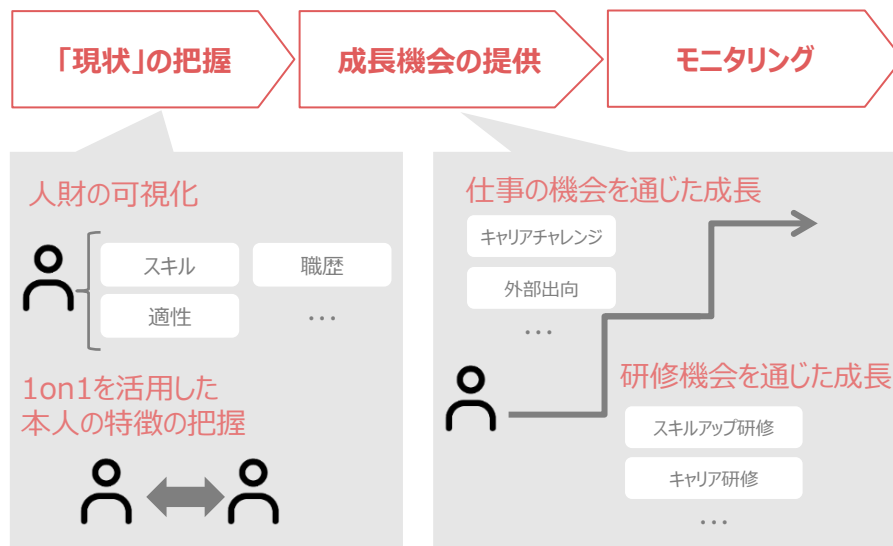 「現状」の把握
成長機会の提供
モニタリング
人財の可視化
スキル
職歴
適性
…
1on1を活用した
本人の特徴の把握
仕事の機会を通じた成長
キャリアチャレンジ
外部出向
…
研修機会を通じた成長
スキルアップ研修
キャリア研修
…